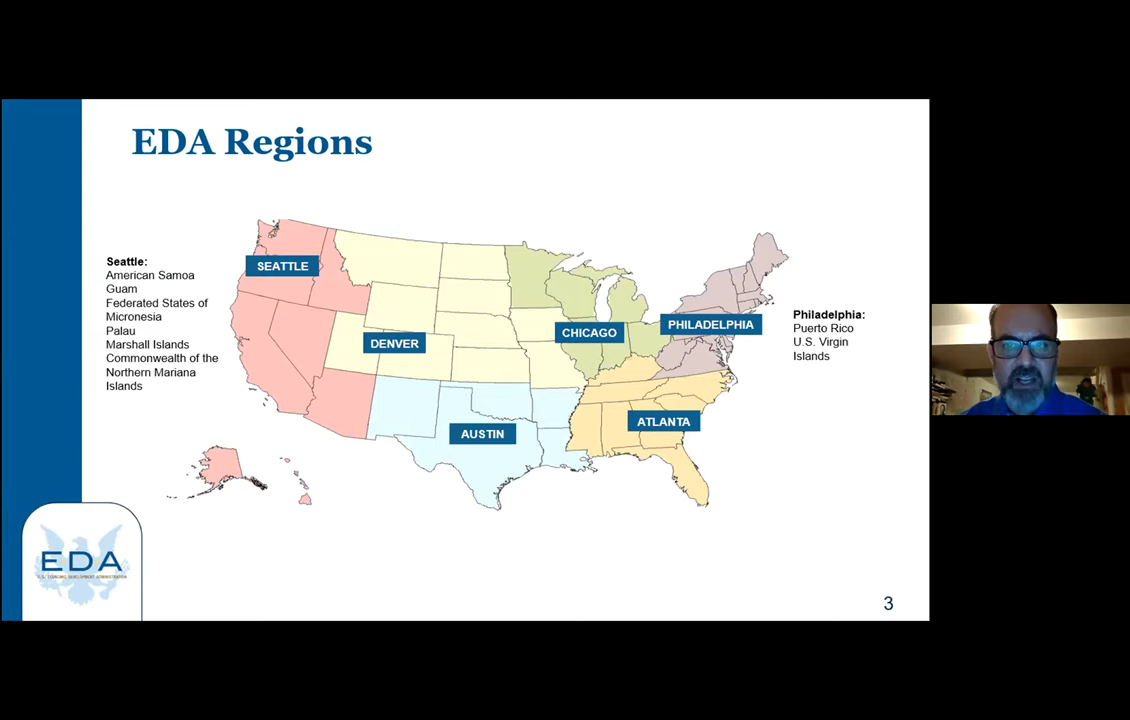 EDA Regions
Seattle:
American Samoa
Guam
Federated States of
Micronesia
Palau
Marshall Islands
Commonwealth of the
Northern Mariana
Islands
SEATTLE
DENVER
CHICAGO
PHILADELPHIA
AUSTIN
ATLANTA
Philadelphia:
Puerto Rico
U.S. Virgin
Islands
EDA
U.S. ECONOMIC DEVELOPMENT ADMINISTRATION
3